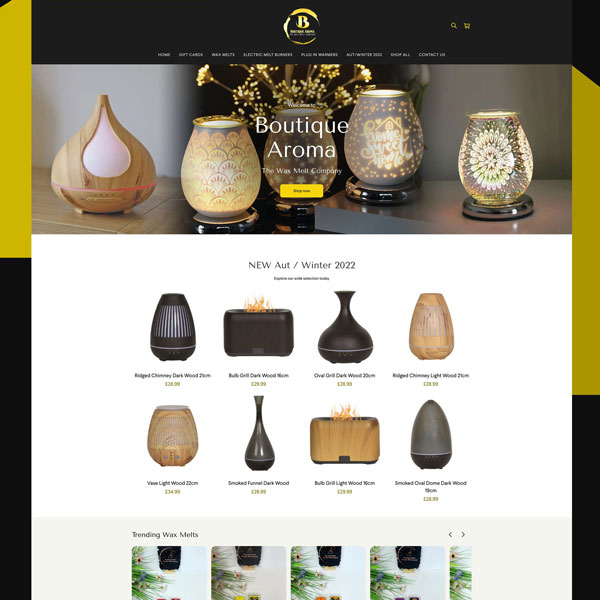 B
BOUTIQUE AROMA
HOME GIFT CARDS WAX MELTS ELECTRIC MELT BURNERS PLUG IN WARMERS AUT/WINTER 2022 SHOP ALL CONTACT US
Welcome to
Boutique
Aroma
The Wax Melt Company
Shop now
NEW Aut / Winter 2022
Explore our wide selection today
Ridged Chimney Dark Wood 21cm
£28.99
Bulb Grill Dark Wood 16cm
£29.99
Oval Grill Dark Wood 20cm
£28.99
Ridged Chimney Light Wood 21cm
£28.99
Vase Light Wood 22cm
£34.99
Smoked Funnel Dark Wood
£28.99
Bulb Grill Light Wood 16cm
£29.99
Smoked Oval Dome Dark Wood
19cm
£28.99
Trending Wax Melts